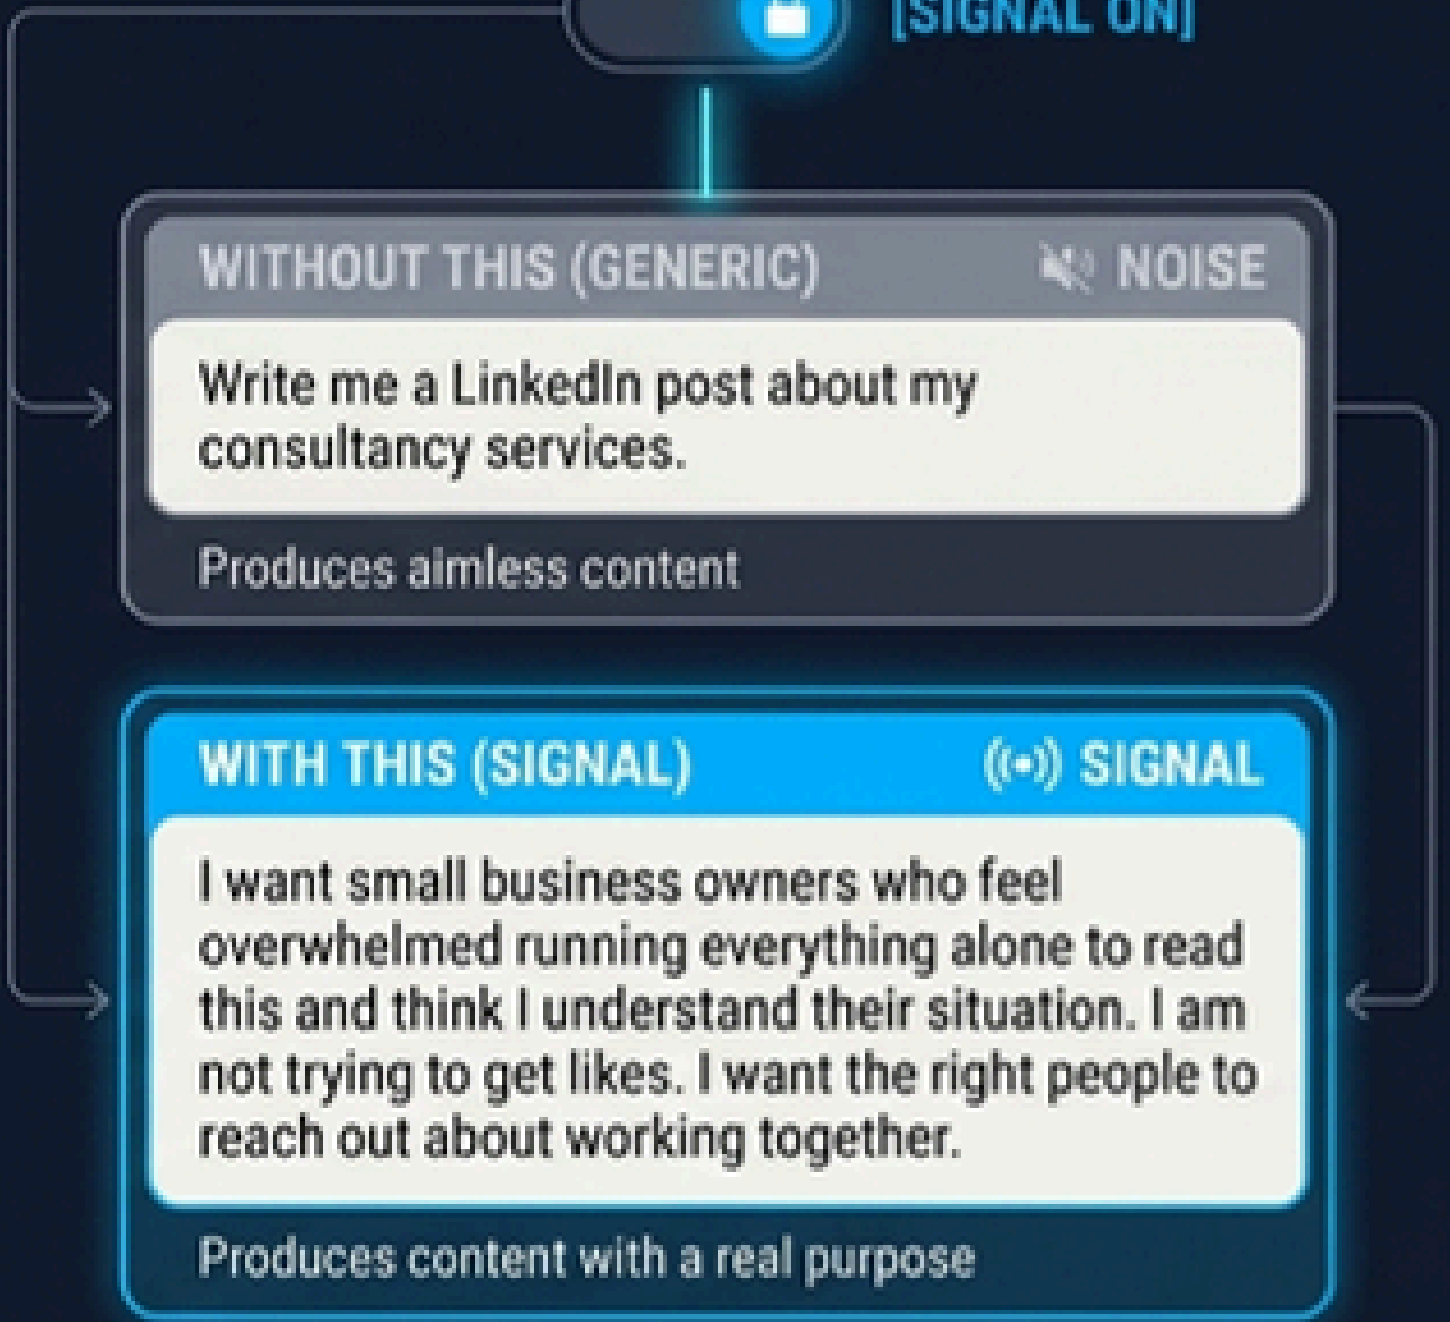 [SIGNAL ON]
WITHOUT THIS (GENERIC)
NOISE
Write me a LinkedIn post about my
consultancy services.
Produces aimless content
WITH THIS (SIGNAL)
SIGNAL
I want small business owners who feel
overwhelmed running everything alone to read
this and think I understand their situation. I am
not trying to get likes. I want the right people to
reach out about working together.
Produces content with a real purpose